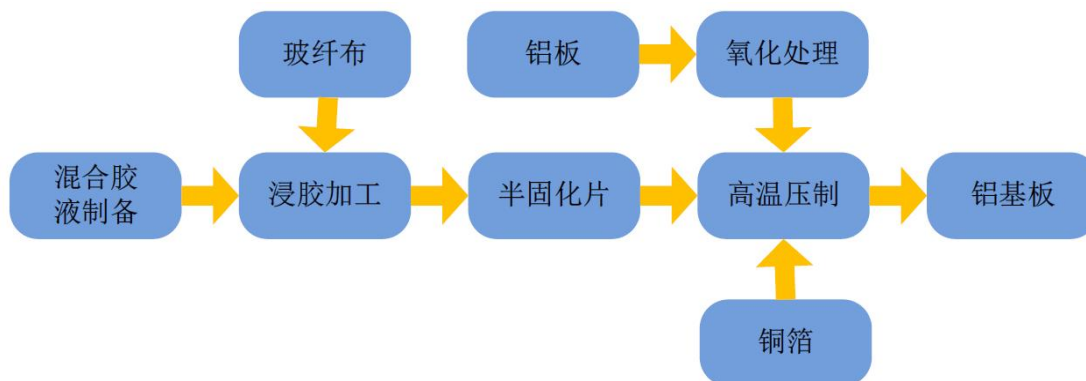 玻纤布
铝板
氧化处理
混合胶
液制备
浸胶加工
半固化片
高温压制
铝基板
铜箔